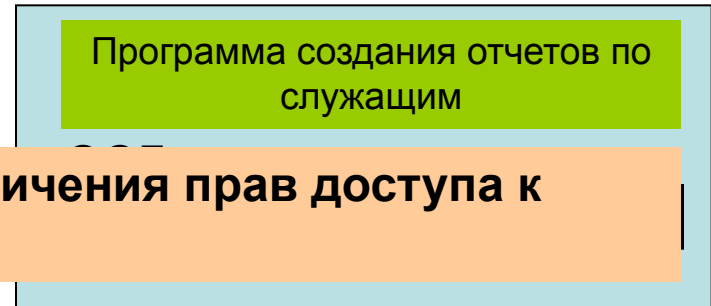 Программа создания отчетов по
служащим
ичения прав доступа к